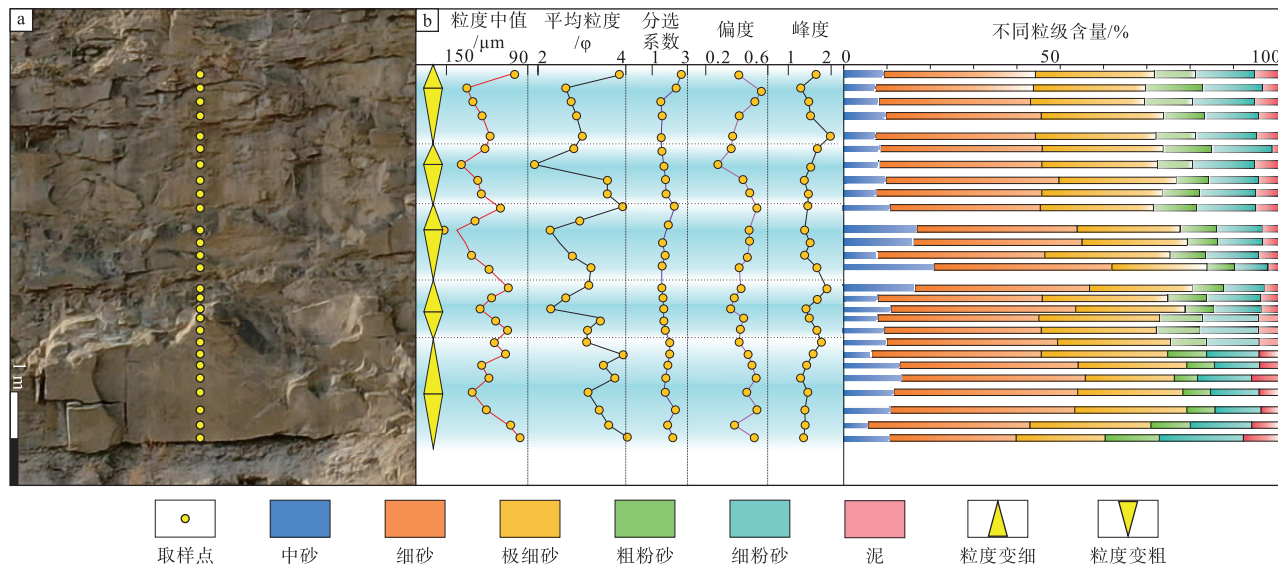 a
b
粒度中值
/μm
150
90
平均粒度
/φ
2
4
分选
系数
1
3
偏度
0.2
0.6
峰度
1
2
不同粒级含量/%
0
50
100
1 m
取样点
中砂
细砂
极细砂
粗粉砂
细粉砂
泥
粒度变细
粒度变粗